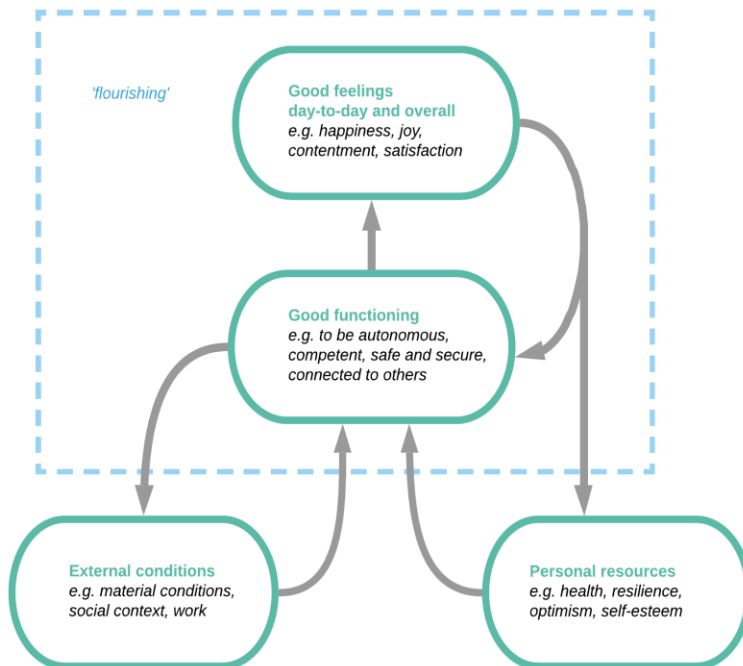 'flourishing'
Good feelings
day-to-day and overall
e.g. happiness, joy,
contentment, satisfaction
Good functioning
e.g. to be autonomous,
competent, safe and secure,
connected to others
External conditions
e.g. material conditions,
social context, work
Personal resources
e.g. health, resilience,
optimism, self-esteem